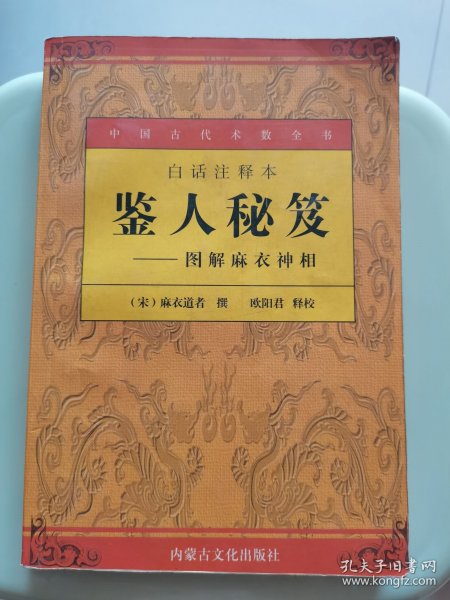 中国古代术数全书
白话注释本
鉴人秘笈
——图解麻衣神相
（宋）麻衣道者 撰 欧阳君 释校
内蒙古文化出版社
孔夫子旧书网
www.kongfz.com